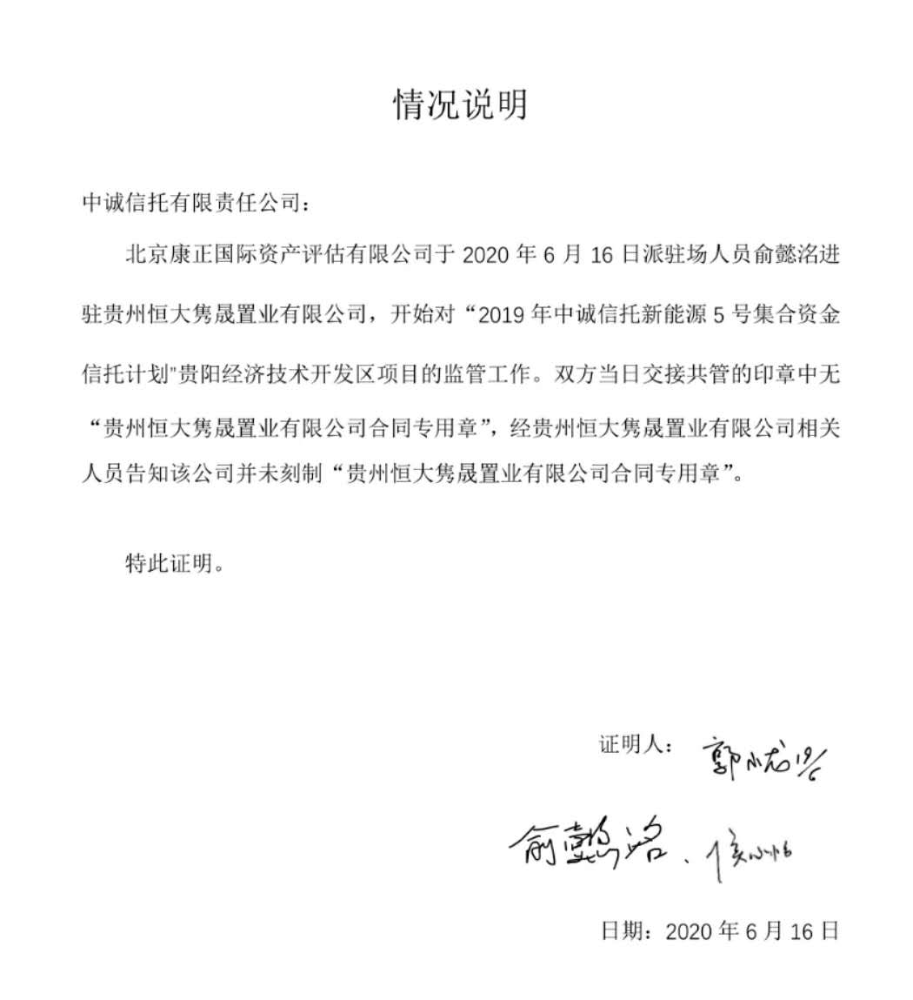 情况说明
中诚信托有限责任公司：
北京康正国际资产评估有限公司于 2020 年 6 月 16 日派驻场人员俞懿洺进
驻贵州恒大隽晟置业有限公司，开始对“2019 年中诚信托新能源 5 号集合资金
信托计划”贵阳经济技术开发区项目的监管工作。双方当日交接共管的印章中无
“贵州恒大隽晟置业有限公司合同专用章”，经贵州恒大隽晟置业有限公司相关
人员告知该公司并未刻制“贵州恒大隽晟置业有限公司合同专用章”。
特此证明。
证明人： 郭小龙 19/6
俞懿洺、侯小
日期：2020 年 6 月 16 日